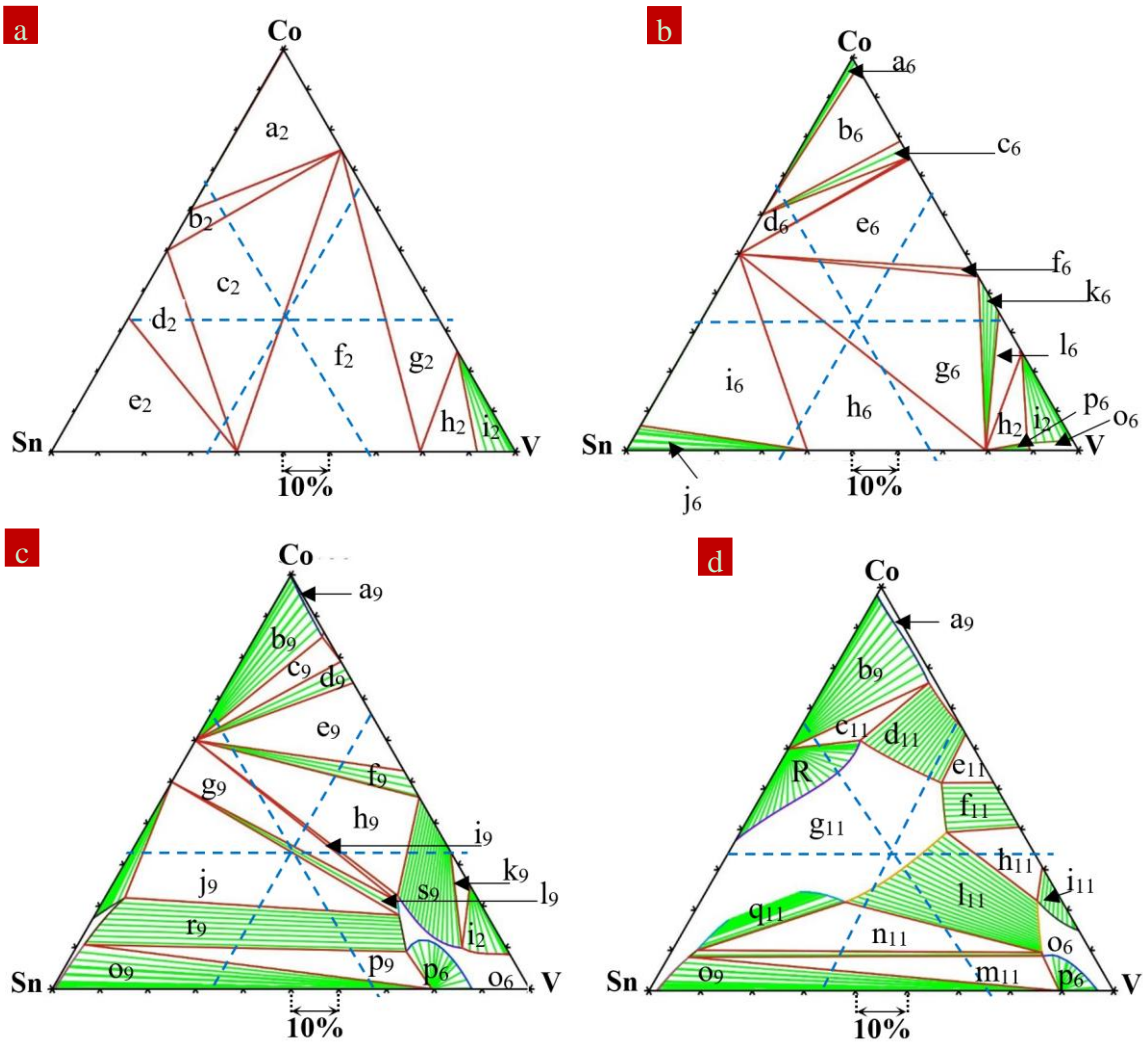 a
Co
a₂
b₂
c₂
d₂
e₂
f₂
g₂
h₂
i₂
Sn
V
10%
b
Co
a₆
b₆
c₆
d₆
e₆
f₆
k₆
l₆
g₆
i₆
h₆
h₂
i₂
p₆
o₆
Sn
V
j₆
10%
c
Co
a₉
b₉
c₉
d₉
e₉
f₉
g₉
h₉
i₉
k₉
l₉
s₉
j₉
r₉
i₂
p₉
p₆
o₉
o₆
Sn
V
10%
d
Co
a₉
b₉
c₁₁
d₁₁
R
e₁₁
f₁₁
g₁₁
h₁₁
i₁₁
l₁₁
q₁₁
n₁₁
o₆
o₉
m₁₁
p₆
Sn
V
10%